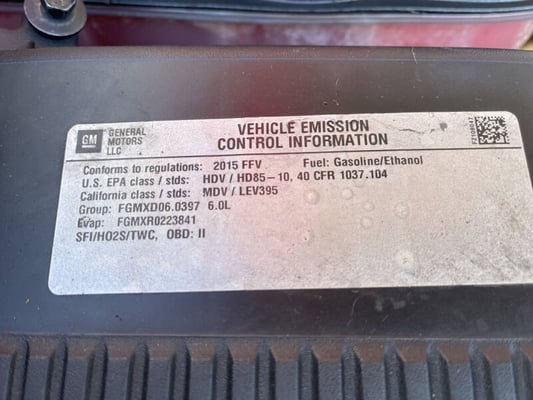 GM GENERAL MOTORS LLC
VEHICLE EMISSION
CONTROL INFORMATION
Conforms to regulations: 2015 FFV Fuel: Gasoline/Ethanol
U.S. EPA class / stds: HDV / HD85-10, 40 CFR 1037.104
California class / stds: MDV / LEV395
Group: FGMXD06.0397 6.0L
Evap: FGMXR0223841
SFI/HO2S/TWC, OBD: II